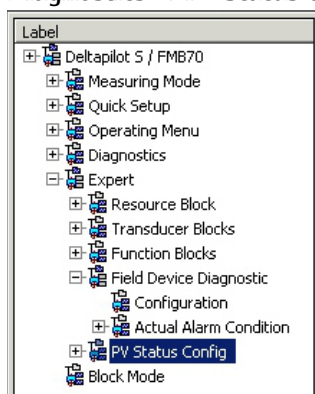 Label
Deltapilot S / FMB70
Measuring Mode
Quick Setup
Operating Menu
Diagnostics
Expert
Resource Block
Transducer Blocks
Function Blocks
Field Device Diagnostic
Configuration
Actual Alarm Condition
PV Status Config
Block Mode